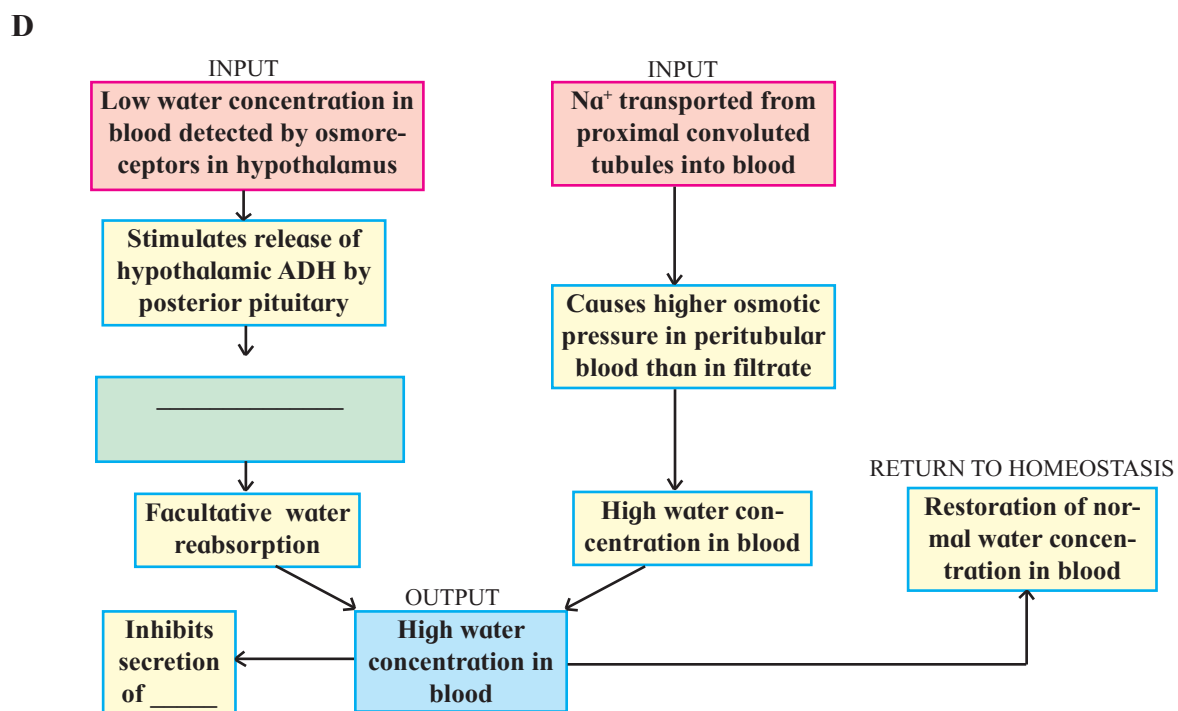 D
INPUT
Low water concentration in
blood detected by osmore-
ceptors in hypothalamus
Stimulates release of
hypothalamic ADH by
posterior pituitary
Facultative water
reabsorption
INPUT
Na⁺ transported from
proximal convoluted
tubules into blood
Causes higher osmotic
pressure in peritubular
blood than in filtrate
High water con-
centration in blood
OUTPUT
High water
concentration in
blood
Inhibits
secretion
of ______
RETURN TO HOMEOSTASIS
Restoration of nor-
mal water concen-
tration in blood